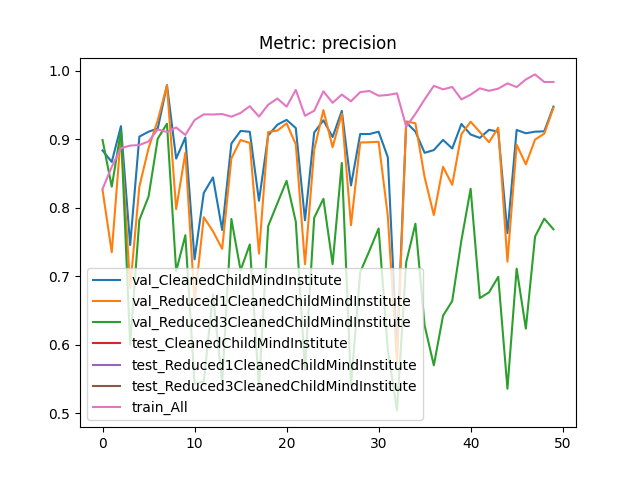 Metric: precision
1.0
0.9
0.8
0.7
0.6
0.5
val_CleanedChildMindInstitute
val_Reduced1CleanedChildMindInstitute
val_Reduced3CleanedChildMindInstitute
test_CleanedChildMindInstitute
test_Reduced1CleanedChildMindInstitute
test_Reduced3CleanedChildMindInstitute
train_All
0 10 20 30 40 50